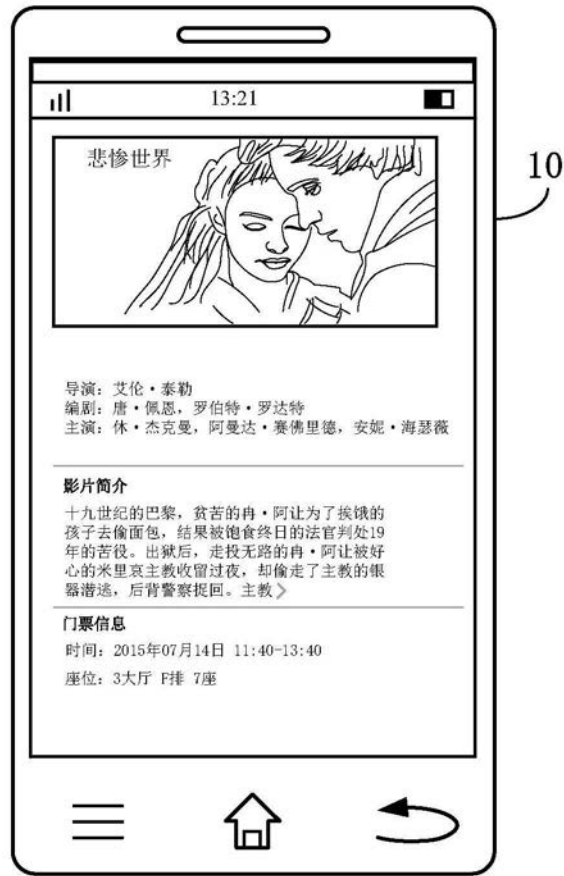 13:21
悲惨世界
10
导演：艾伦·泰勒
编剧：唐·佩恩，罗伯特·罗达特
主演：休·杰克曼，阿曼达·赛佛里德，安妮·海瑟薇
影片简介
十九世纪的巴黎，贫苦的冉·阿让为了挨饿的
孩子去偷面包，结果被饱食终日的法官判处19
年的苦役。出狱后，走投无路的冉·阿让被好
心的米里哀主教收留过夜，却偷走了主教的银
器潜逃，后背警察捉回。主教
门票信息
时间：2015年07月14日 11:40-13:40
座位：3大厅 F排 7座